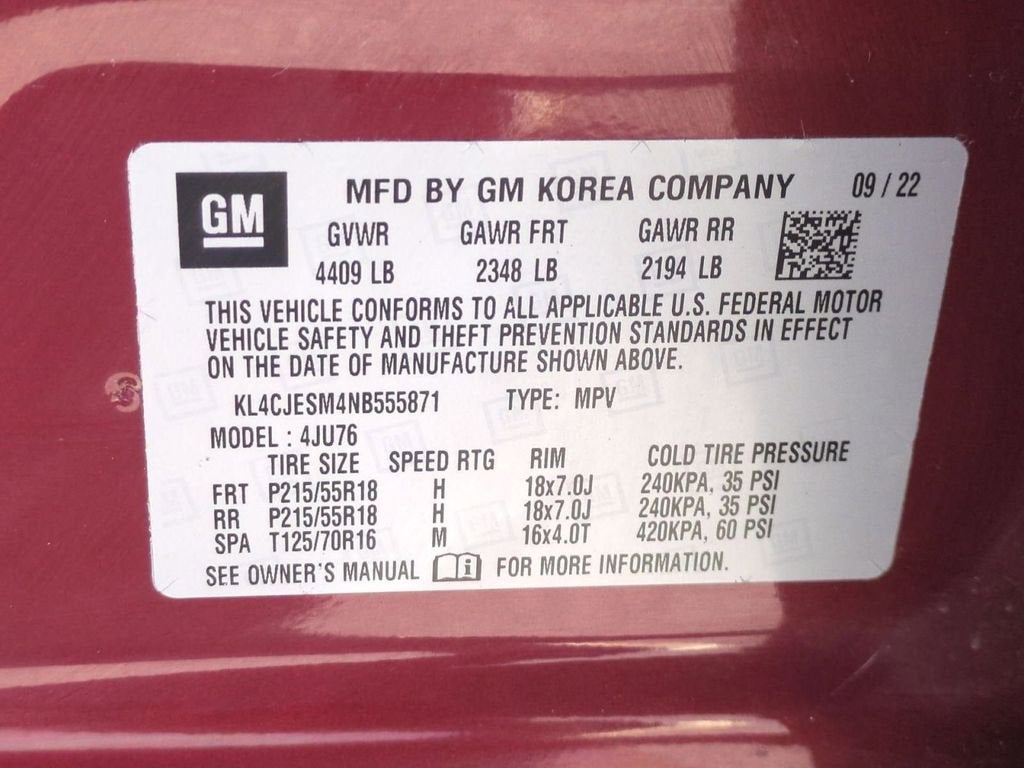 GM
MFD BY GM KOREA COMPANY 09 / 22
GVWR GAWR FRT GAWR RR
4409 LB 2348 LB 2194 LB
THIS VEHICLE CONFORMS TO ALL APPLICABLE U.S. FEDERAL MOTOR
VEHICLE SAFETY AND THEFT PREVENTION STANDARDS IN EFFECT
ON THE DATE OF MANUFACTURE SHOWN ABOVE.
KL4CJESM4NB555871 TYPE: MPV
MODEL : 4JU76
TIRE SIZE SPEED RTG RIM COLD TIRE PRESSURE
FRT P215/55R18 H 18x7.0J 240KPA, 35 PSI
RR P215/55R18 H 18x7.0J 240KPA, 35 PSI
SPA T125/70R16 M 16x4.0T 420KPA, 60 PSI
SEE OWNER'S MANUAL i FOR MORE INFORMATION.